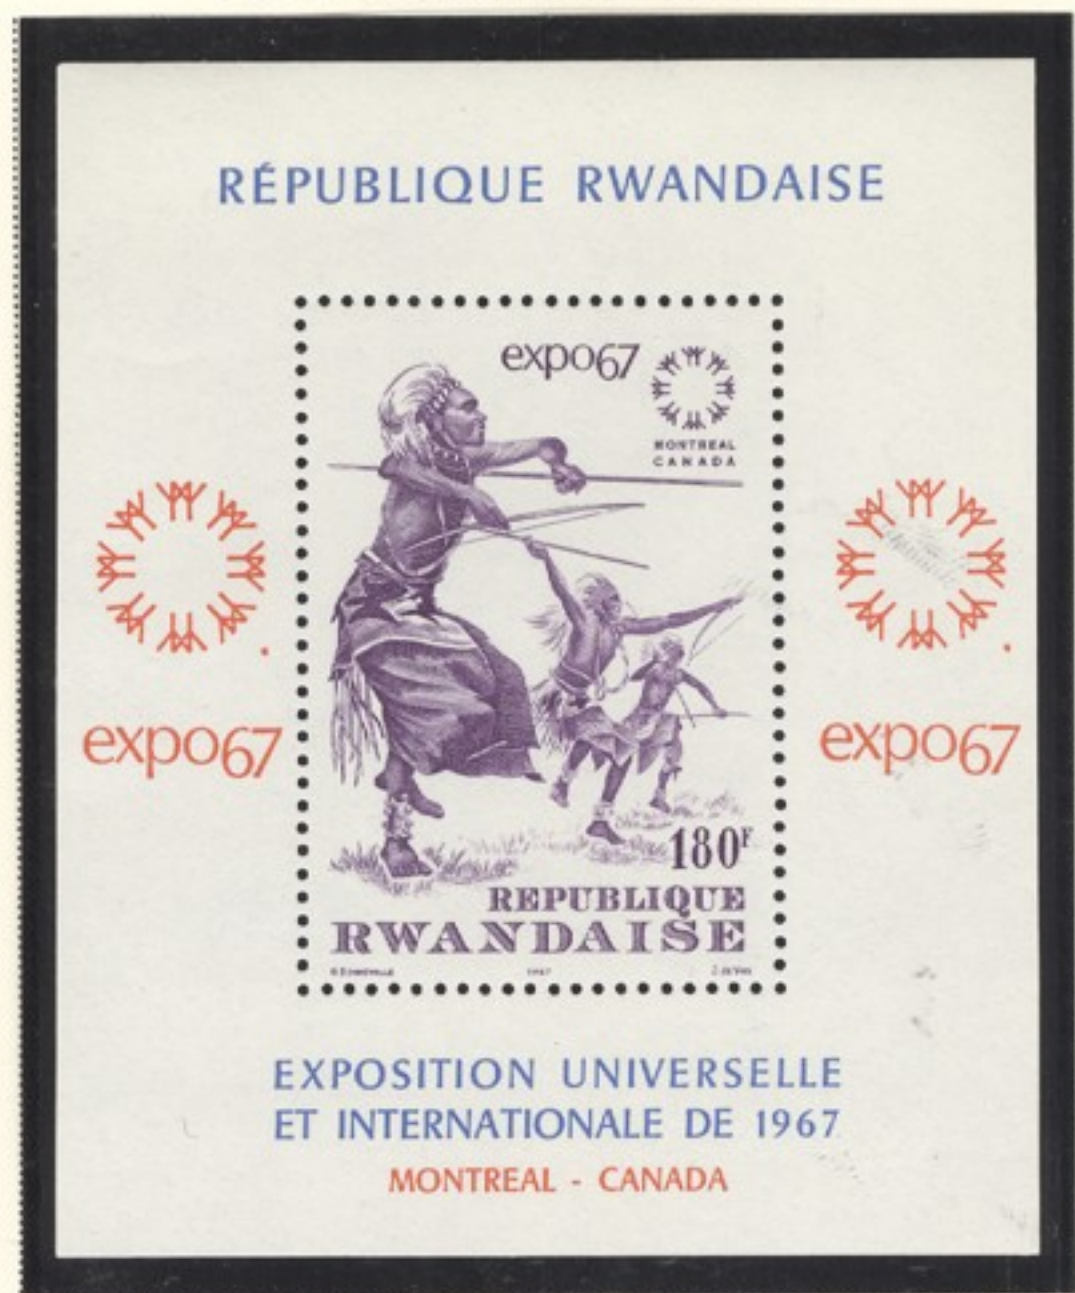 RÉPUBLIQUE RWANDAISE
expo67
MONTREAL
CANADA
expo67
expo67
180F
REPUBLIQUE
RWANDAISE
1967
EXPOSITION UNIVERSELLE
ET INTERNATIONALE DE 1967
MONTREAL - CANADA